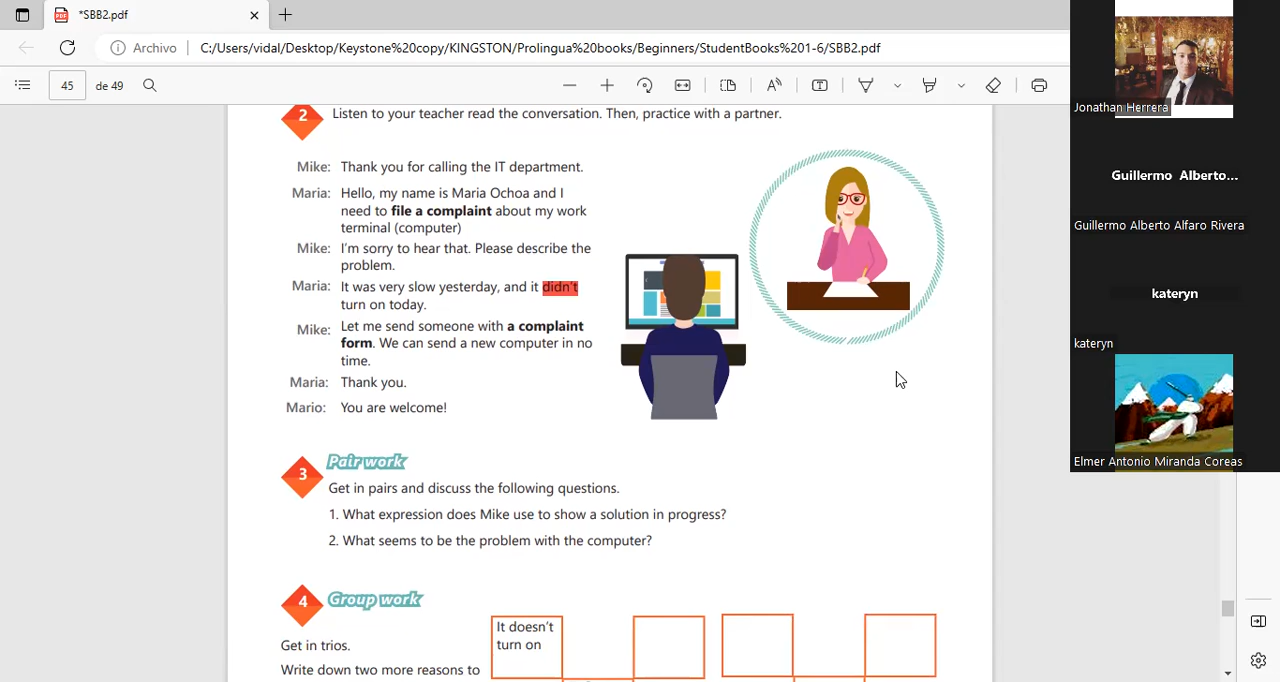 *SBB2.pdf
Archivo
C:/Users/vidal/Desktop/Keystone%20copy/KINGSTON/Prolingua%20books/Beginners/StudentBooks%201-6/SBB2.pdf
45 de 49
2
Listen to your teacher read the conversation. Then, practice with a partner.
Mike: Thank you for calling the IT department.
Maria: Hello, my name is Maria Ochoa and I
need to file a complaint about my work
terminal (computer)
Mike: I'm sorry to hear that. Please describe the
problem.
Maria: It was very slow yesterday, and it didn't
turn on today.
Mike: Let me send someone with a complaint
form. We can send a new computer in no
time.
Maria: Thank you.
Mario: You are welcome!
3
Pair work
Get in pairs and discuss the following questions.
1. What expression does Mike use to show a solution in progress?
2. What seems to be the problem with the computer?
4
Group work
Get in trios.
Write down two more reasons to
It doesn't
turn on
Jonathan Herrera
Guillermo Alberto...
Guillermo Alberto Alfaro Rivera
kateryn
kateryn
Elmer Antonio Miranda Coreas